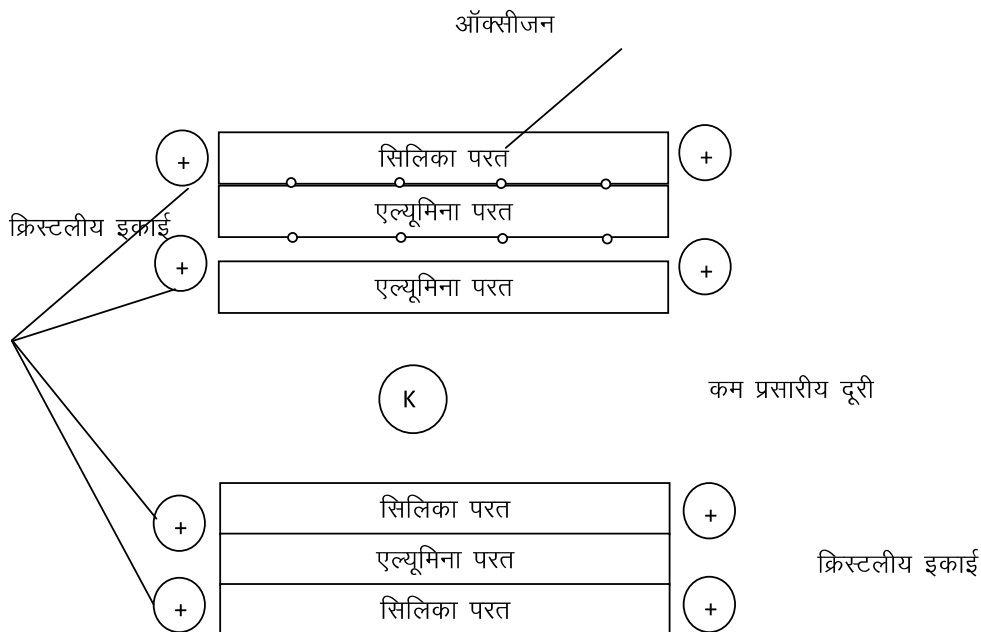 ऑक्सीजन
+
सिलिका परत
+
एल्यूमिना परत
क्रिस्टलीय इकाई
+
एल्यूमिना परत
+
K
कम प्रसारीय दूरी
सिलिका परत
+
+
एल्यूमिना परत
क्रिस्टलीय इकाई
+
सिलिका परत
+